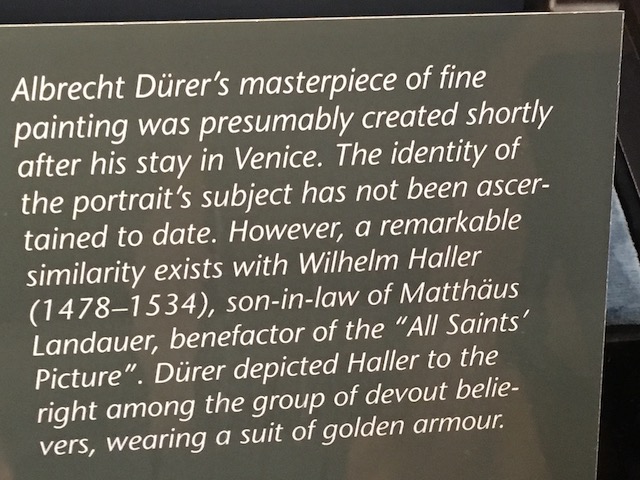 Albrecht Dürer's masterpiece of fine
painting was presumably created shortly
after his stay in Venice. The identity of
the portrait's subject has not been ascer-
tained to date. However, a remarkable
similarity exists with Wilhelm Haller
(1478–1534), son-in-law of Matthäus
Landauer, benefactor of the "All Saints'
Picture". Dürer depicted Haller to the
right among the group of devout belie-
vers, wearing a suit of golden armour.